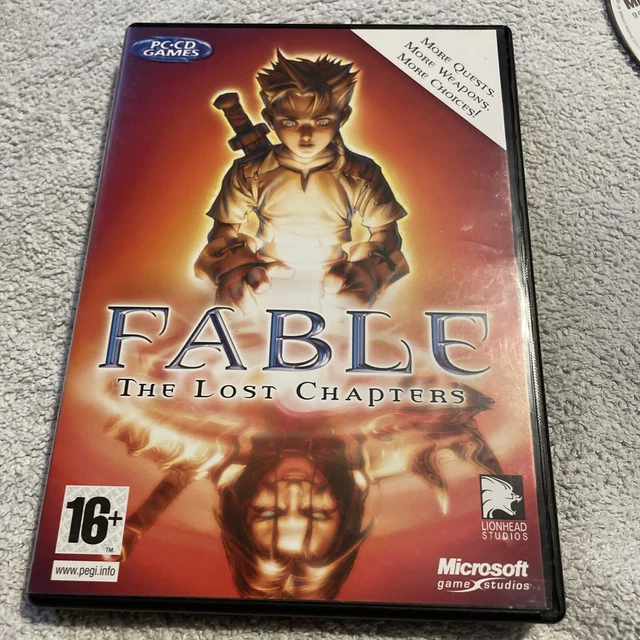 PC-CD
GAMES
MORE QUESTS.
MORE WEAPONS.
MORE CHOICES!
FABLE
THE LOST CHAPTERS
16+
TM
www.pegi.info
LIONHEAD
STUDIOS
Microsoft
game studios